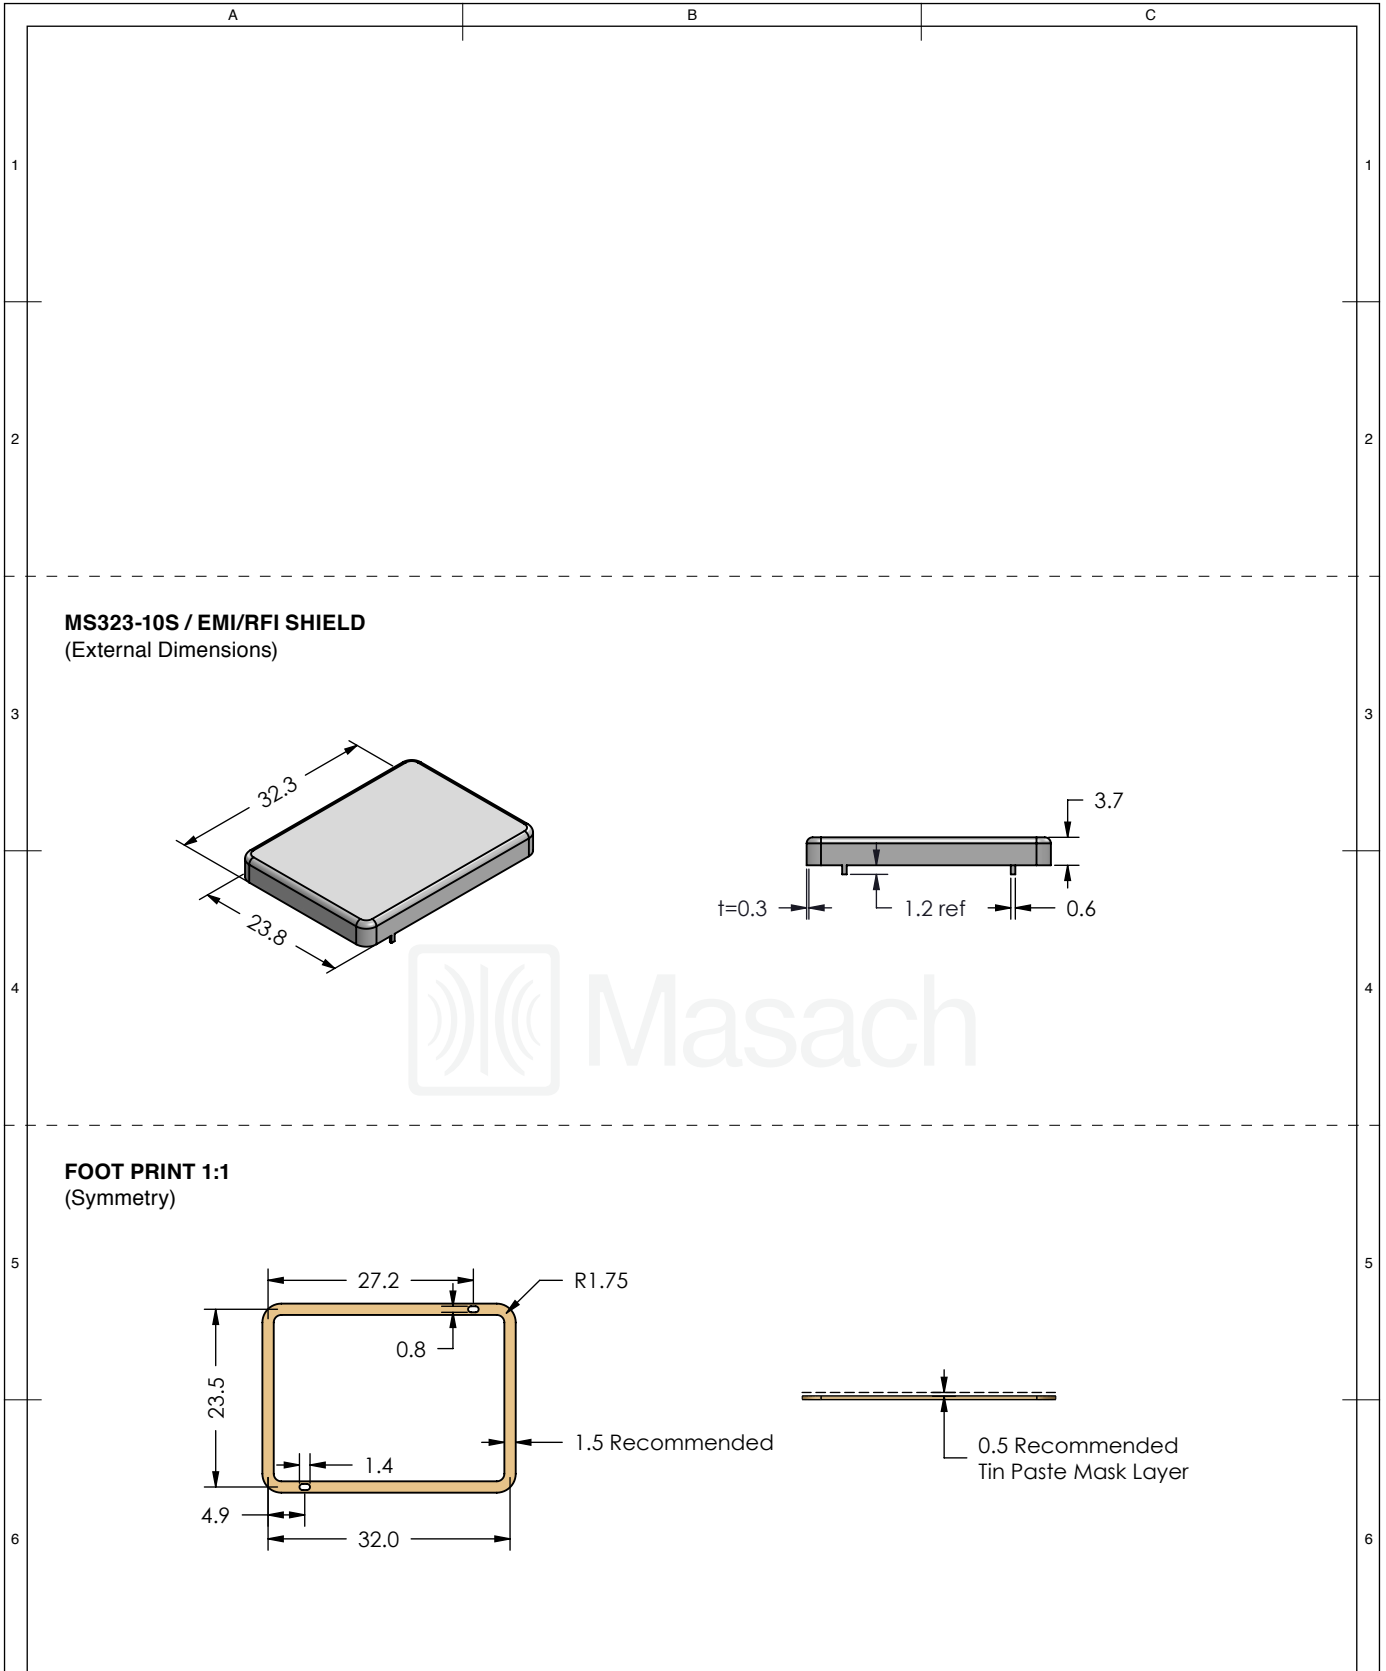 A
B
C
1
1
2
2
MS323-10S / EMI/RFI SHIELD
(External Dimensions)
3
3
32.3
3.7
23.8
t=0.3
1.2 ref
0.6
Masach
4
4
FOOT PRINT 1:1
(Symmetry)
5
5
27.2
R1.75
0.8
23.5
1.5 Recommended
0.5 Recommended
Tin Paste Mask Layer
1.4
4.9
32.0
6
6